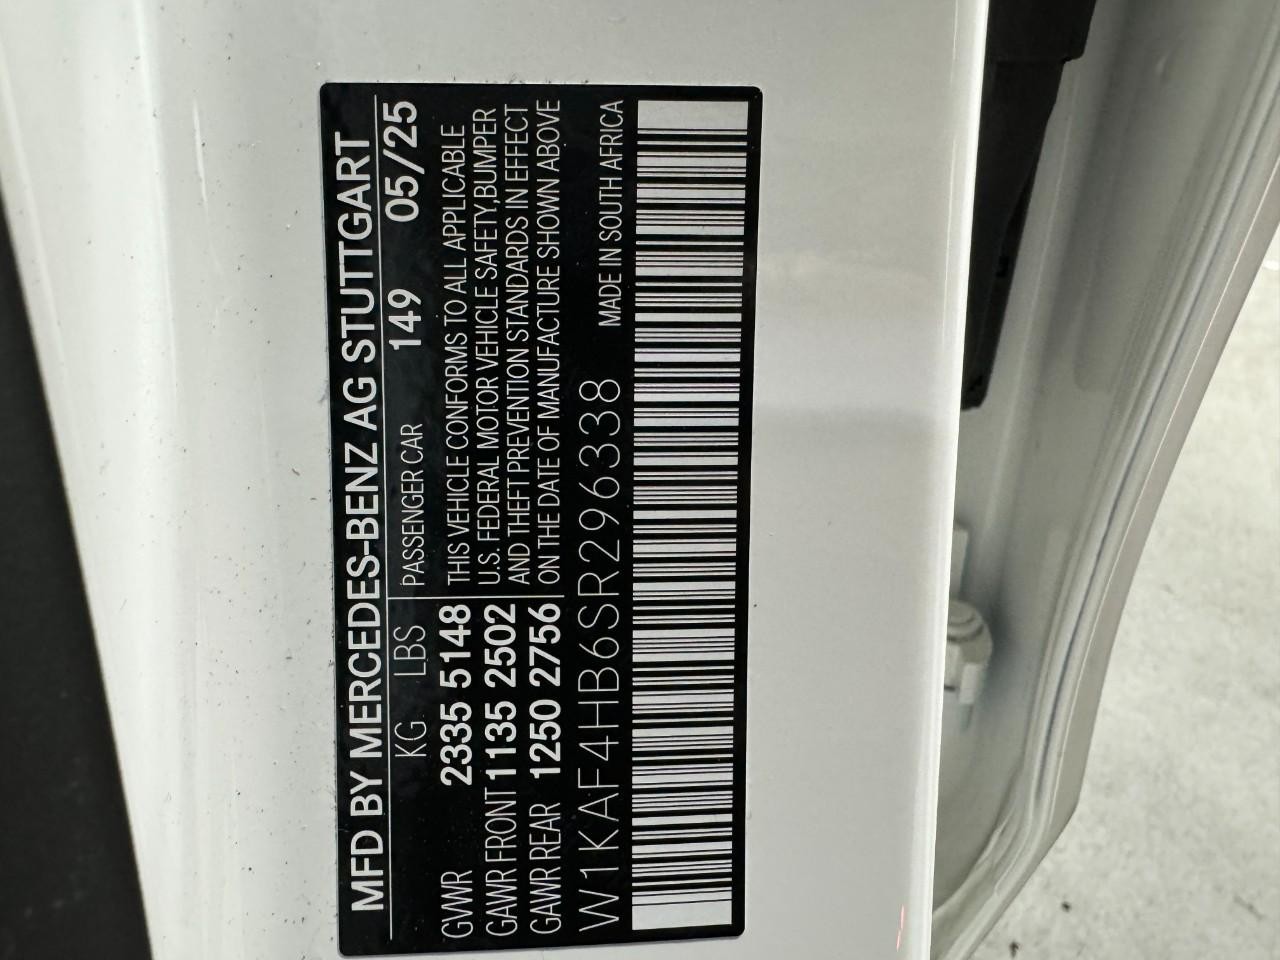 MFD BY MERCEDES-BENZ AG STUTTGART
KG LBS PASSENGER CAR 149 05/25
GVWR 2335 5148
GAWR FRONT 1135 2502
GAWR REAR 1250 2756
THIS VEHICLE CONFORMS TO ALL APPLICABLE
U.S. FEDERAL MOTOR VEHICLE SAFETY,BUMPER
AND THEFT PREVENTION STANDARDS IN EFFECT
ON THE DATE OF MANUFACTURE SHOWN ABOVE
W1KAF4HB6SR296338 MADE IN SOUTH AFRICA